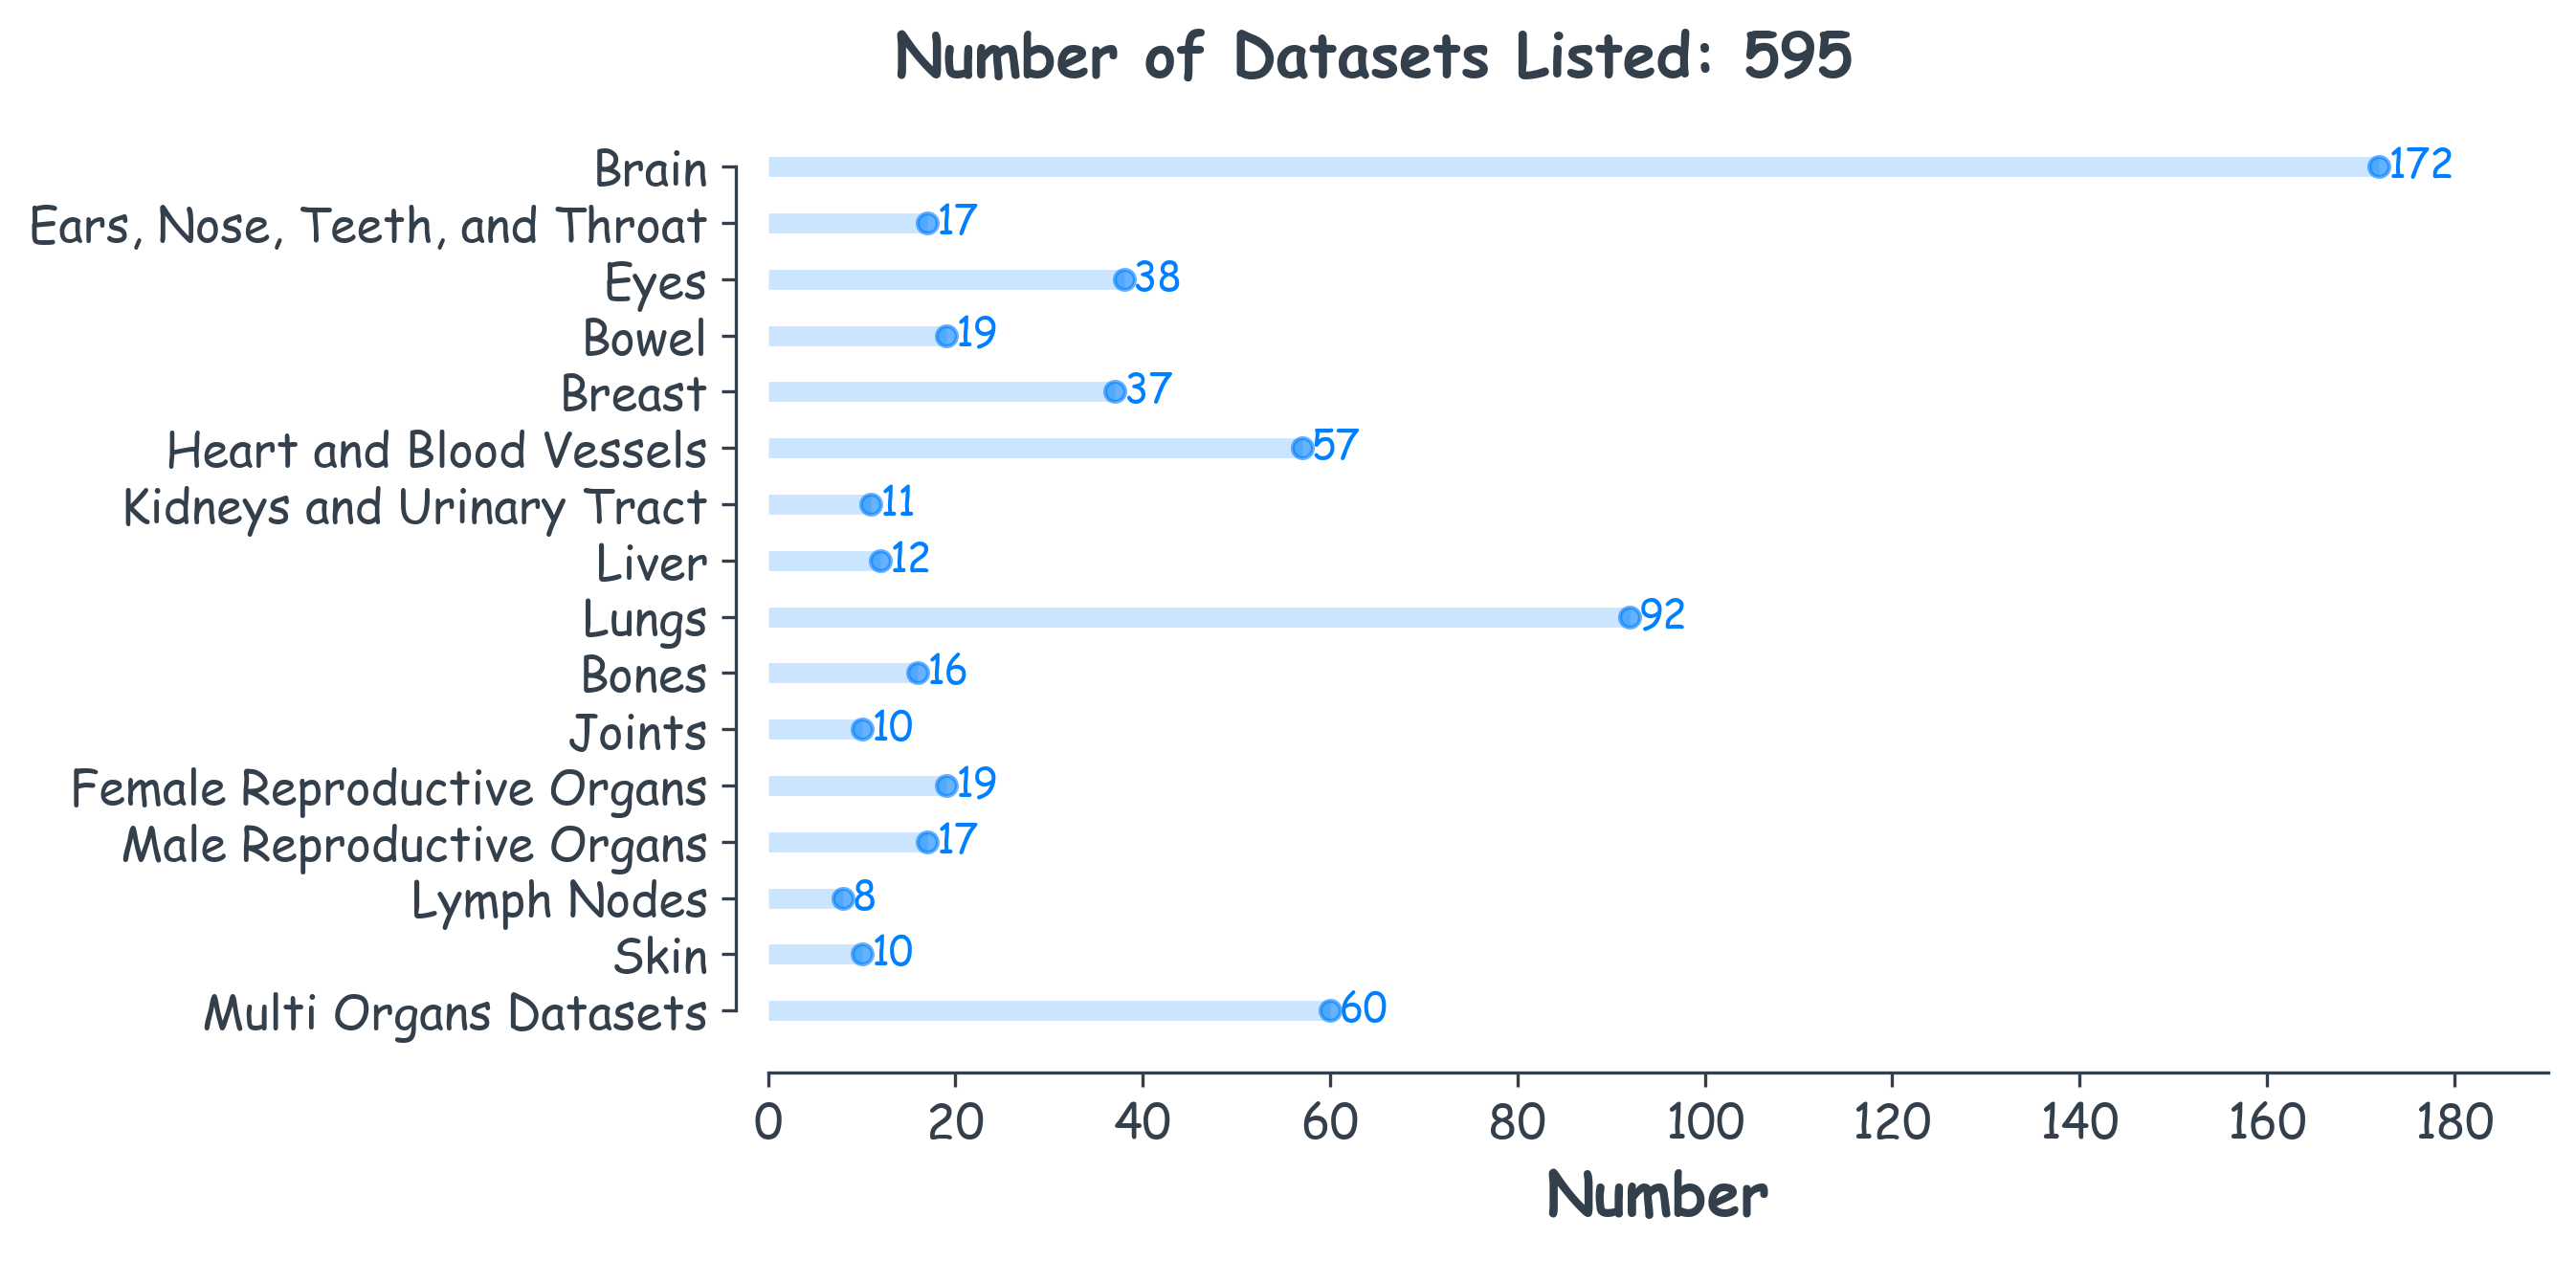 Number of Datasets Listed: 595
Brain 172
Ears, Nose, Teeth, and Throat 17
Eyes 38
Bowel 19
Breast 37
Heart and Blood Vessels 57
Kidneys and Urinary Tract 11
Liver 12
Lungs 92
Bones 16
Joints 10
Female Reproductive Organs 19
Male Reproductive Organs 17
Lymph Nodes 8
Skin 10
Multi Organs Datasets 60
0 20 40 60 80 100 120 140 160 180
Number